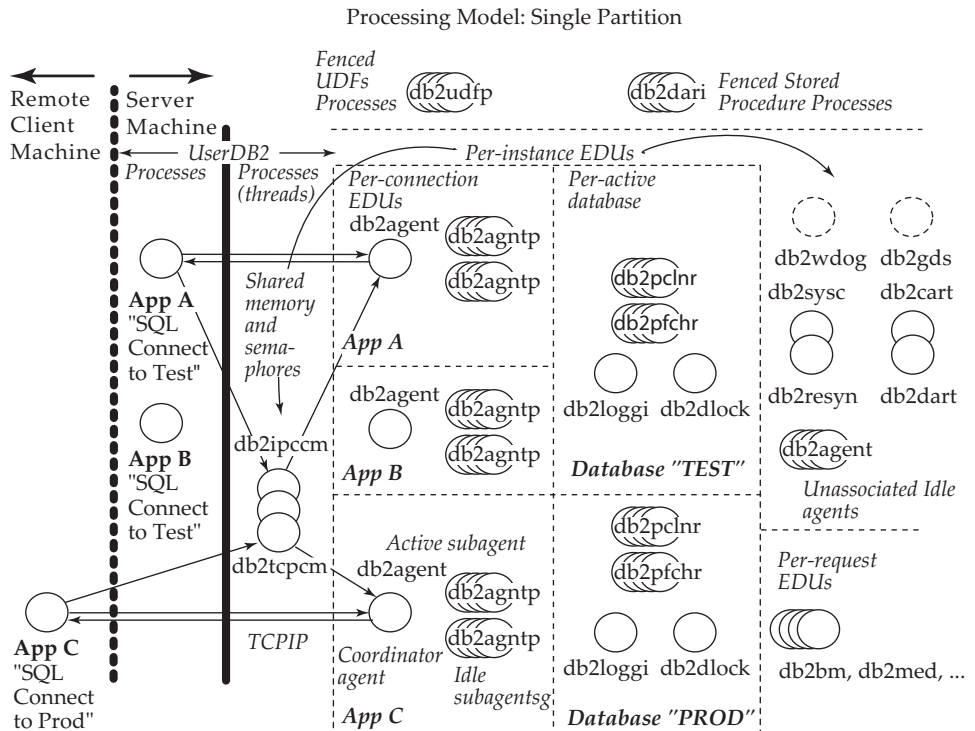 Processing Model: Single Partition
Fenced
UDFs
Processes
db2udfp
db2dari
Fenced Stored
Procedure Processes
Remote
Client
Machine
Server
Machine
UserDB2
Processes
Processes
(threads)
Per-instance EDUs
Per-connection
EDUs
db2agent
db2agntp
db2agntp
App A
Per-active
database
db2pclnr
db2pfchr
db2loggi
db2dlock
Database "TEST"
db2wdog
db2gds
db2sysc
db2cart
db2resyn
db2dart
db2agent
Unassociated Idle
agents
App A
"SQL
Connect
to Test"
Shared
memory
and
sema-
phores
App B
"SQL
Connect
to Test"
db2ipccm
db2tcpcm
db2agent
db2agntp
db2agntp
App B
App C
"SQL
Connect
to Prod"
TCPIP
Active subagent
db2agent
db2agntp
db2agntp
Coordinator
agent
Idle
subagentsg
App C
db2pclnr
db2pfchr
db2loggi
db2dlock
Database "PROD"
Per-request
EDUs
db2bm, db2med, ...